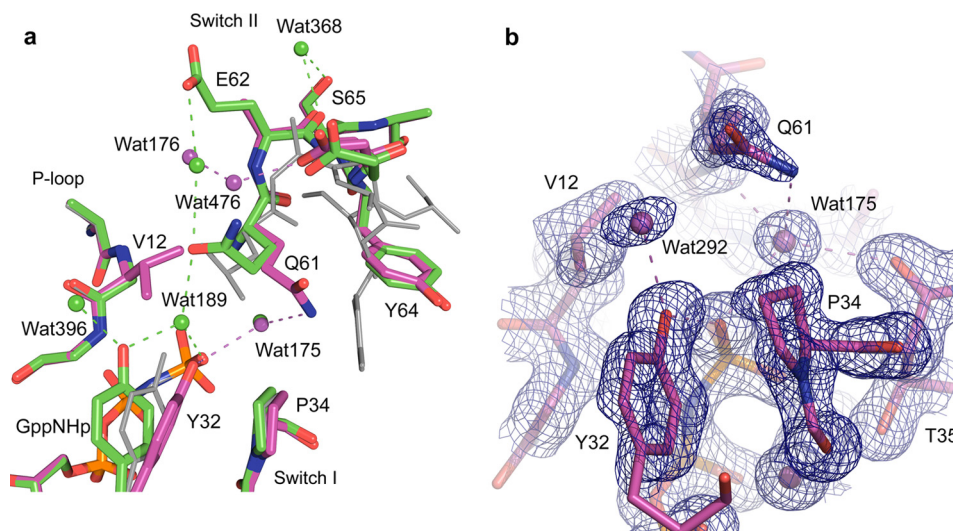 a
Switch II
Wat368
E62
S65
Wat176
P-loop
Wat476
V12
Q61
Wat189
Y64
Wat396
Wat175
GppNHp
Y32
P34
Switch I
b
Q61
V12
Wat175
Wat292
P34
Y32
T35